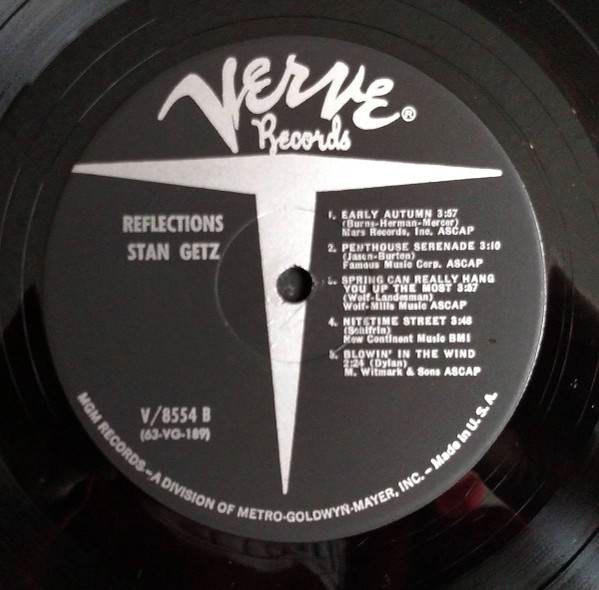 Verve®
Records
REFLECTIONS
STAN GETZ
1. EARLY AUTUMN 3:57
(Burns-Herman-Mercer)
Mars Records, Inc. ASCAP
2. PENTHOUSE SERENADE 3:10
(Jason-Burton)
Famous Music Corp. ASCAP
3. SPRING CAN REALLY HANG
YOU UP THE MOST 3:57
(Wolf-Landesman)
Wolf-Mills Music ASCAP
4. NITETIME STREET 3:48
(Schifrin)
New Continent Music BMI
5. BLOWIN' IN THE WIND
2:24 (Dylan)
M. Witmark & Sons ASCAP
V/8554 B
(63-VG-189)
MGM RECORDS—A DIVISION OF METRO-GOLDWYN-MAYER, INC. – Made in U.S.A.